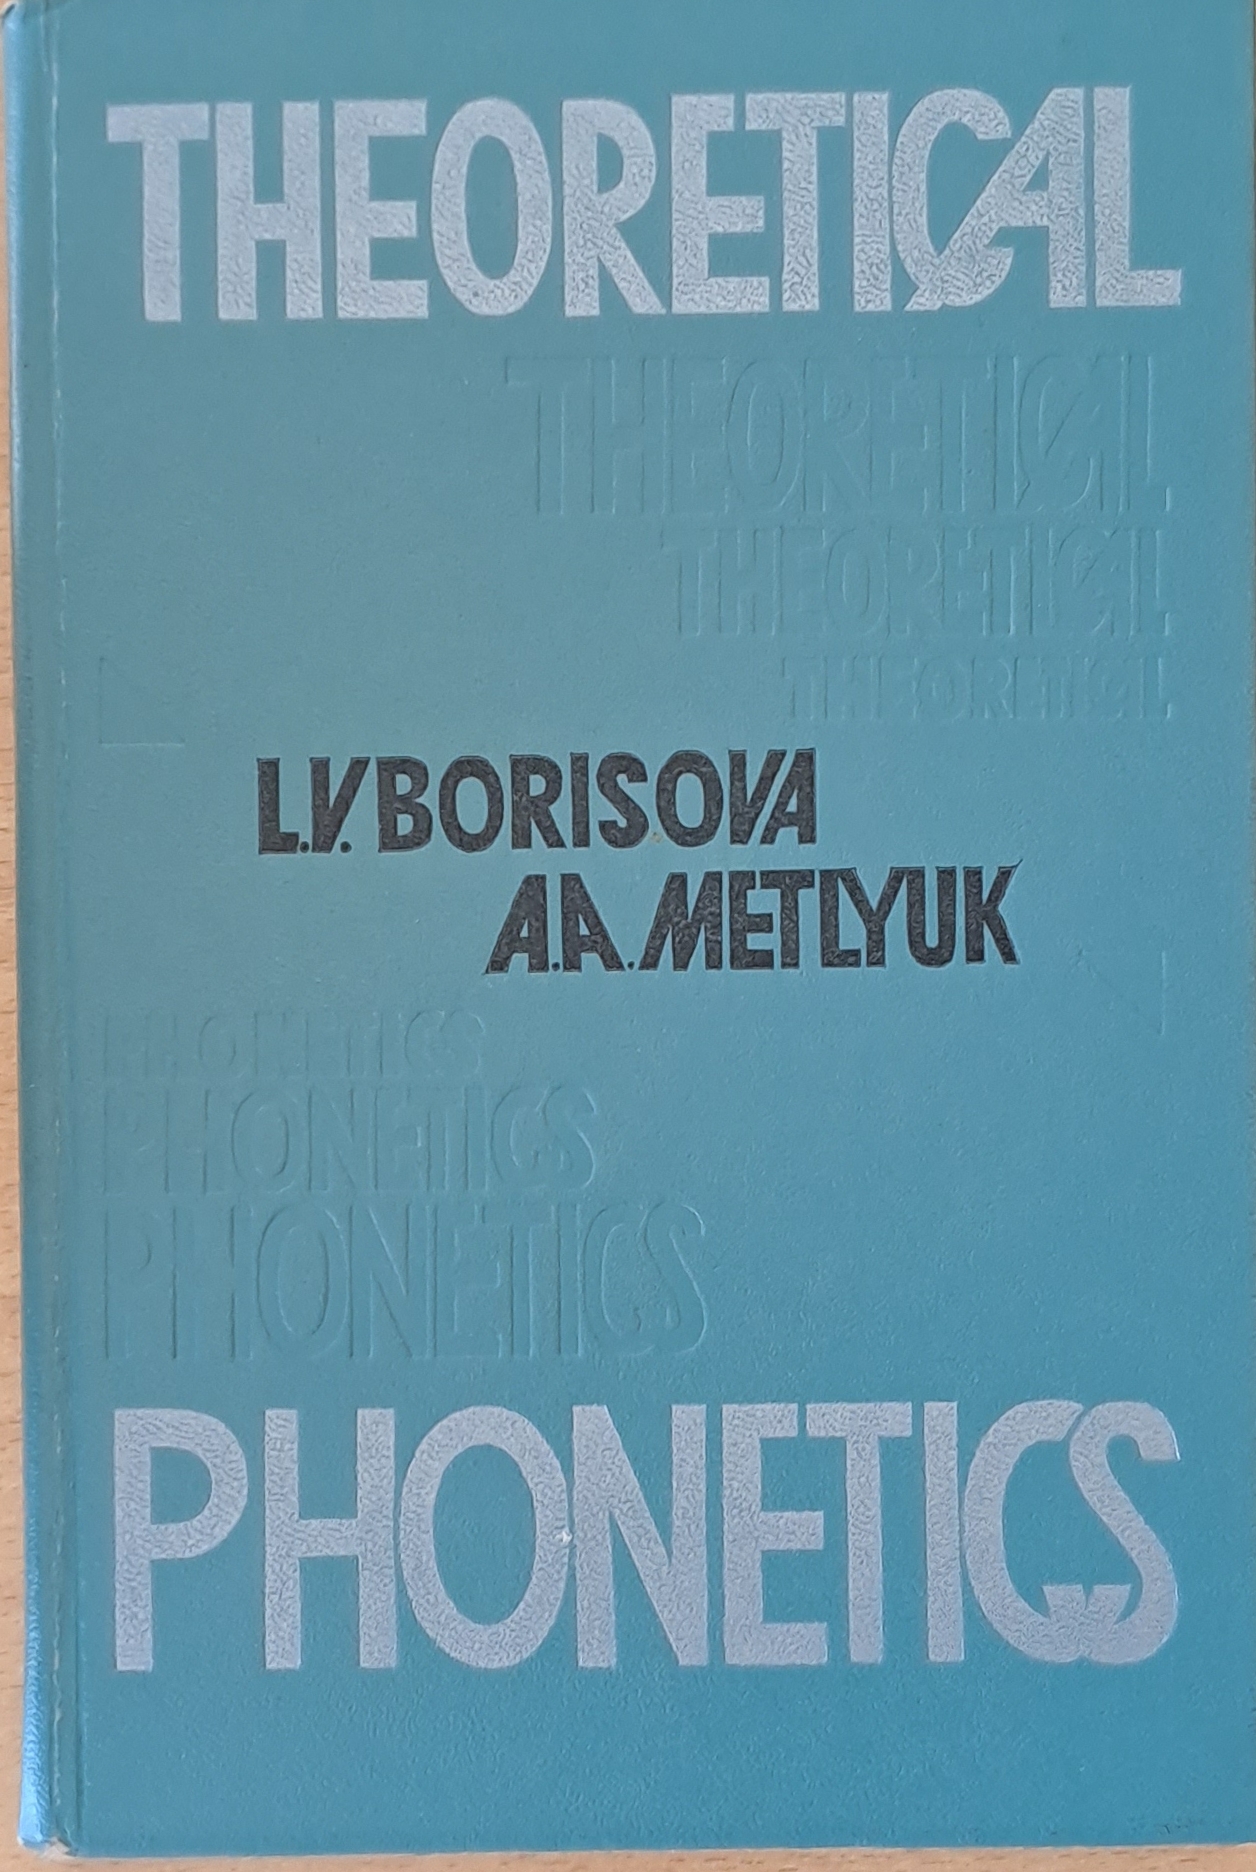 THEORETICAL
THEORETICAL
THEORETICAL
THEORETICAL
L.V. BORISOVA
A.A. METLYUK
PHONETICS
PHONETICS
PHONETICS
PHONETICS